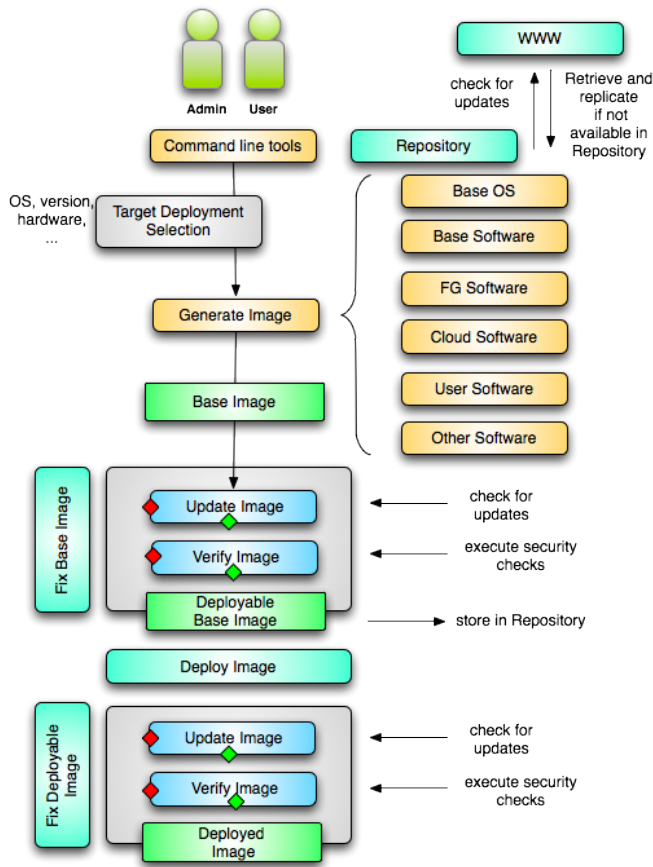 WWW
check for
updates
Retrieve and
replicate
if not
available in
Repository
Admin
User
Command line tools
Repository
OS, version,
hardware,
...
Target Deployment
Selection
Base OS
Base Software
Generate Image
FG Software
Cloud Software
Base Image
User Software
Other Software
Fix Base Image
Update Image
check for
updates
Verify Image
execute security
checks
Deployable
Base Image
store in Repository
Deploy Image
Fix Deployable
Image
Update Image
check for
updates
Verify Image
execute security
checks
Deployed
Image